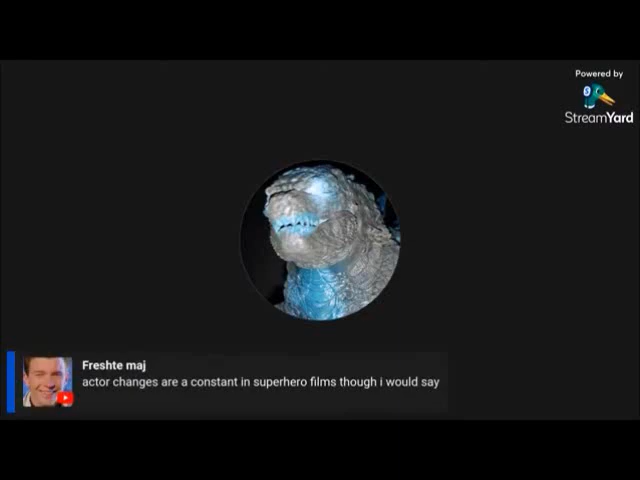 Powered by
StreamYard
Freshte maj
actor changes are a constant in superhero films though i would say